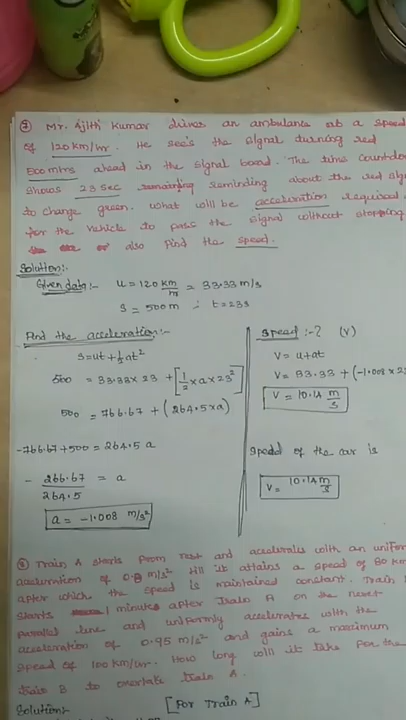 ⑦ Mr. Ajith Kumar drives an ambulance at a speed
of 120 km/hr. He sees the signal turning red
500 mtrs ahead in the signal board. The time countdo
shows 23 sec remaining reminding about the red sig
to change green. What will be acceleration required
for the vehicle to pass the signal without stopping
also find the speed.
Solution:-
Given data:- u = 120 km/hr = 33.33 m/s
S = 500m ; t = 23s
Find the acceleration:-
S = ut + ½at²
500 = 33.33 x 23 + [½ x a x 23²]
500 = 766.67 + (264.5 x a)
-766.67 + 500 = 264.5 a
- 266.67 / 264.5 = a
a = -1.008 m/s²
Speed :- ? (v)
V = u + at
V = 33.33 + (-1.008 x 23
V = 10.14 m/s
Speed of the car is
V = 10.14 m/s
⑧ Train A starts from rest and accelerates with an uniform
acceleration of 0.8 m/s² till it attains a speed of 80 km
after which the speed is maintained constant. Train
starts 1 minute after Train A on the next
parallel line and uniformly accelerates with the
acceleration of 0.95 m/s² and gains a maximum
speed of 100 km/hr. How long will it take for the
train B to overtake train A.
Solution:-
[For Train A]